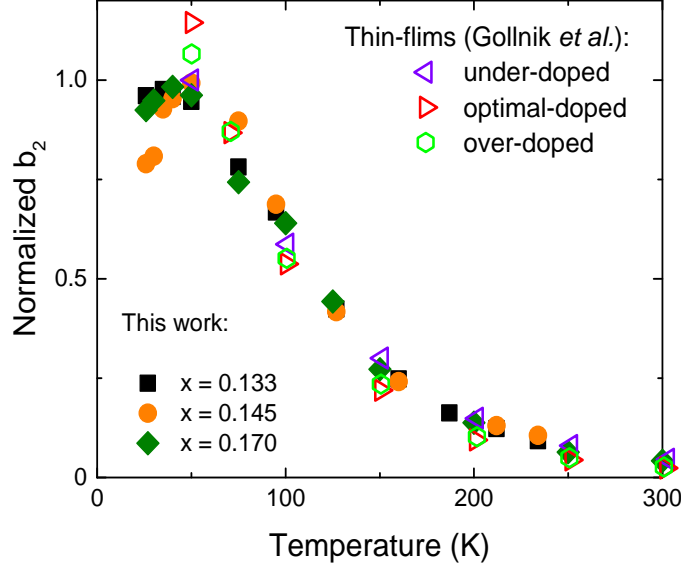 Thin-flims (Gollnik et al.):
under-doped
optimal-doped
over-doped
1.0
0.5
0
Normalized b2
This work:
x = 0.133
x = 0.145
x = 0.170
0
100
200
300
Temperature (K)